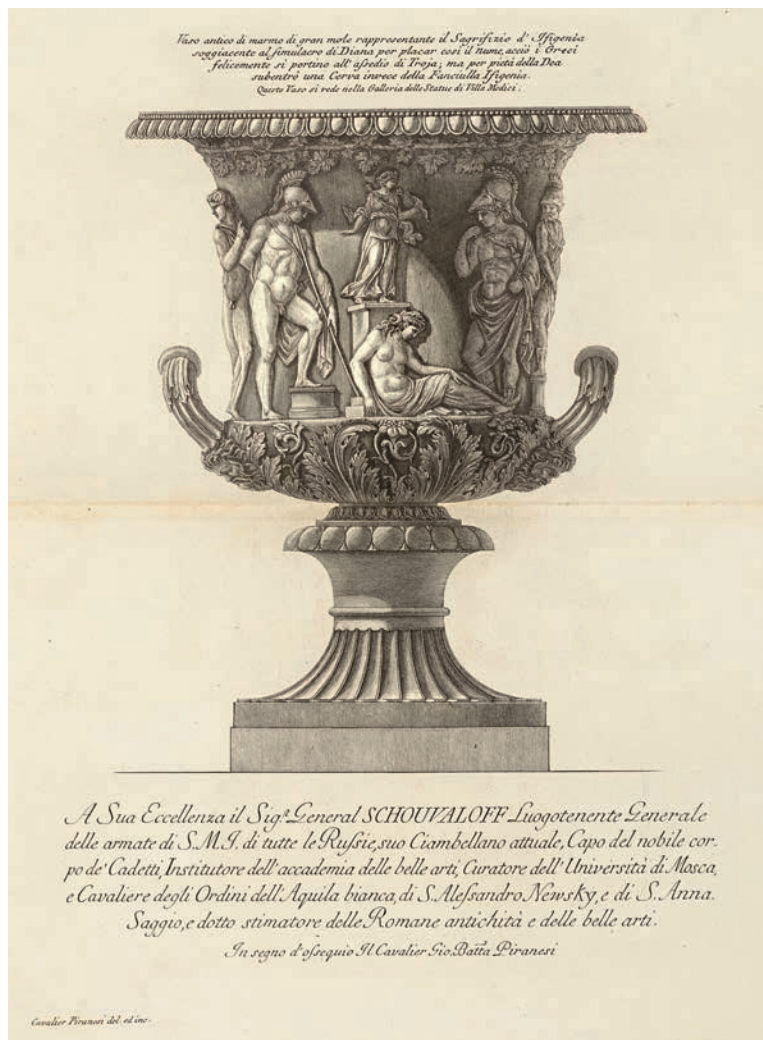 Vaso antico di marmo di gran mole rappresentante il Sagrifizio d' Ifigenia
soggiacente al simulacro di Diana per placar così il nume, acciò i Greci
felicemente si portino all' aſsedio di Troja; ma per pietà della Dea
subentrò una Cerva invece della Fanciulla Ifigenia.
Questo Vaso si vede nella Galleria delle Statue di Villa Medici.
A Sua Eccellenza il Sig.ͬ General SCHOUVALOFF Luogotenente Generale
delle armate di S.M.I. di tutte le Ruſsie, suo Ciambellano attuale, Capo del nobile cor-
po de' Cadetti, Institutore dell' accademia delle belle arti, Curatore dell' Università di Mosca,
e Cavaliere degli Ordini dell' Aquila bianca, di S. Aleſsandro Newsky, e di S. Anna.
Saggio, e dotto stimatore delle Romane antichità e delle belle arti.
In segno d'oſsequio Il Cavalier Gio. Batta Piranesi
Cavalier Piranesi del. ed inc.